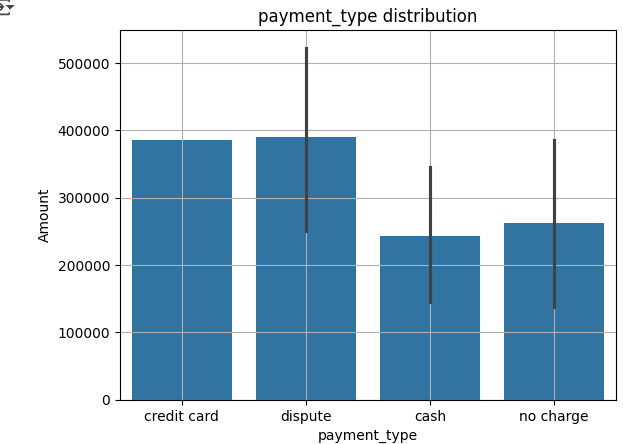 payment_type distribution
Amount
500000
400000
300000
200000
100000
0
credit card dispute cash no charge
payment_type